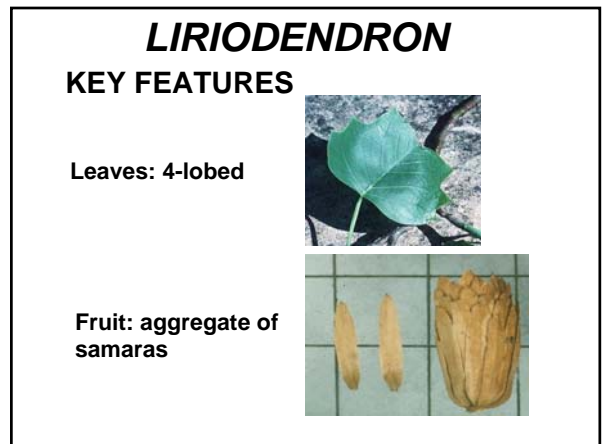 LIRIODENDRON
KEY FEATURES
Leaves: 4-lobed
Fruit: aggregate of
samaras